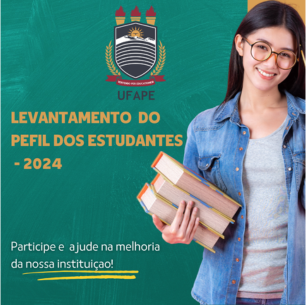 UFAPE
LEVANTAMENTO DO
PEFIL DOS ESTUDANTES
- 2024
Participe e ajude na melhoria
da nossa instituiçao!